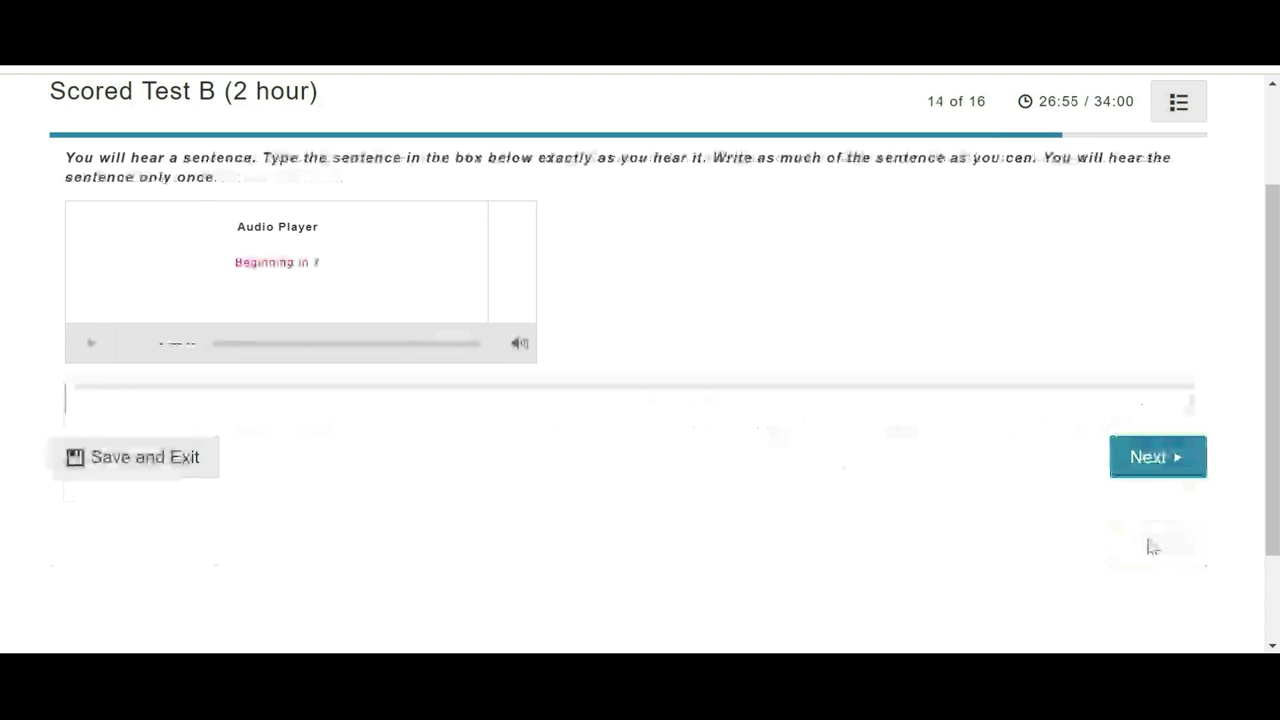 Scored Test B (2 hour)
14 of 16
26:55 / 34:00
You will hear a sentence. Type the sentence in the box below exactly as you hear it. Write as much of the sentence as you can. You will hear the
sentence only once.
Audio Player
Beginning in
Save and Exit
Next